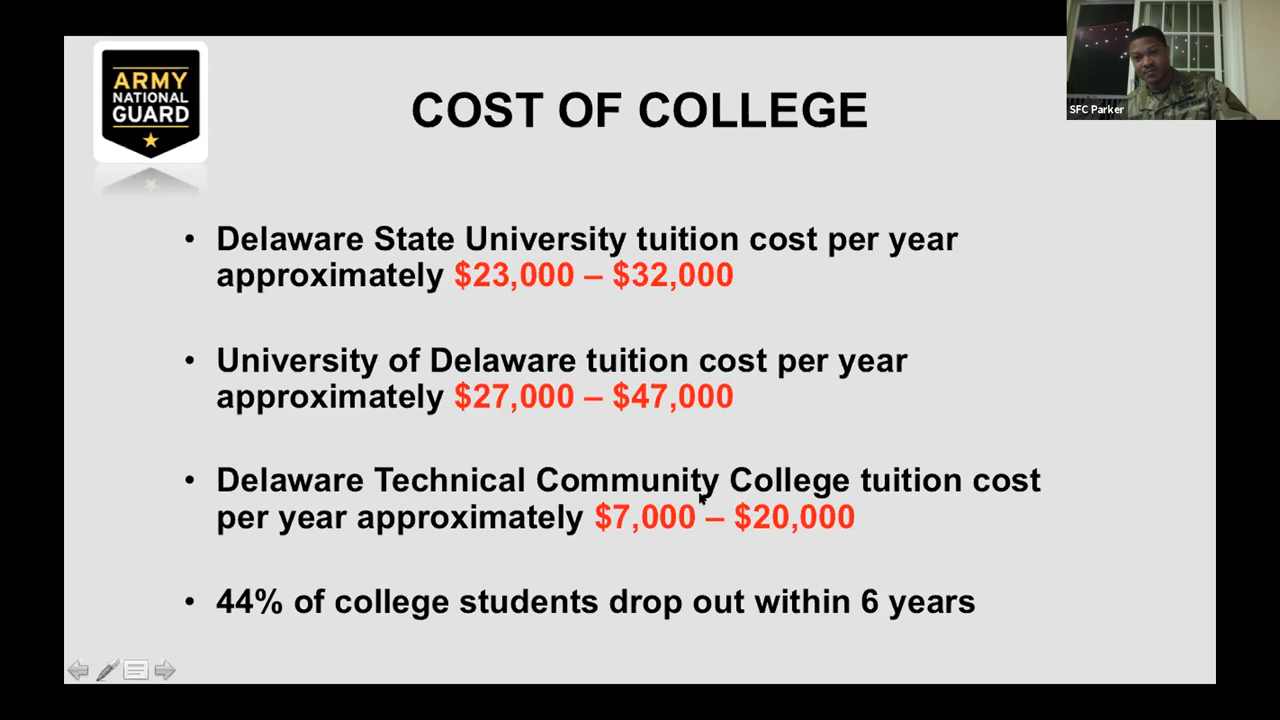 ARMY
NATIONAL
GUARD
COST OF COLLEGE
SFC Parker
• Delaware State University tuition cost per year
approximately $23,000 – $32,000
• University of Delaware tuition cost per year
approximately $27,000 – $47,000
• Delaware Technical Community College tuition cost
per year approximately $7,000 – $20,000
• 44% of college students drop out within 6 years